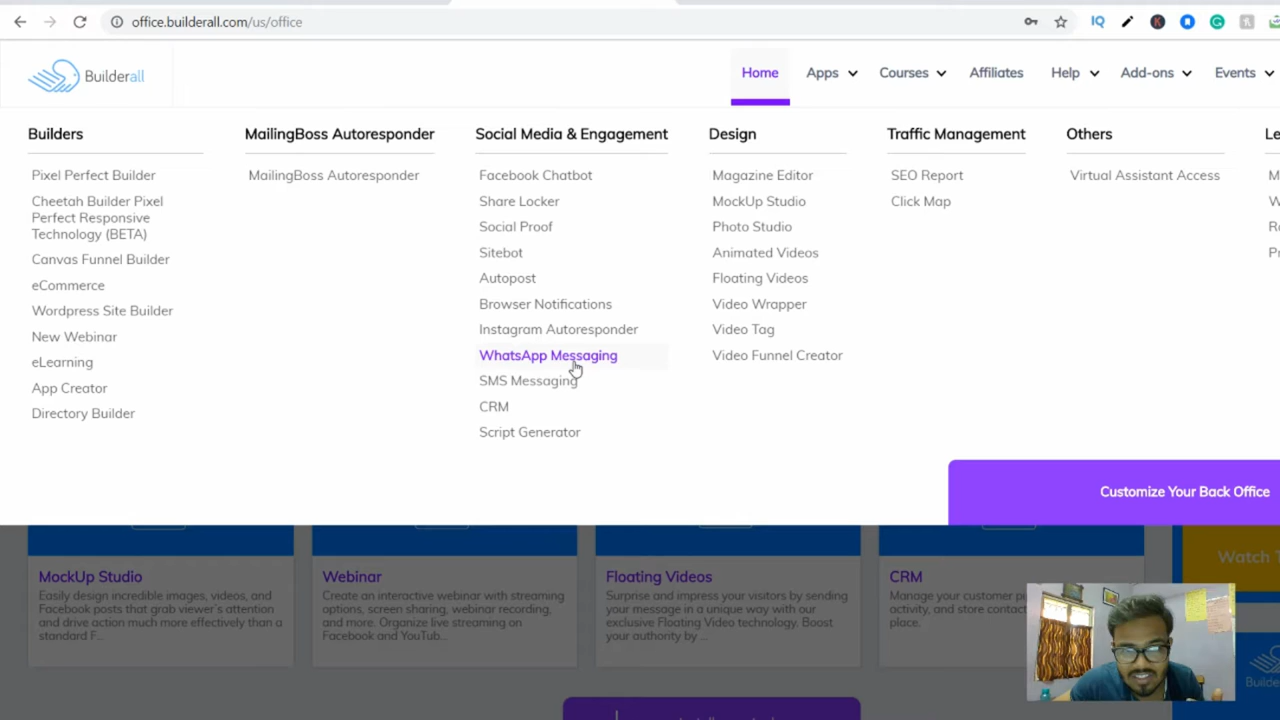 office.builderall.com/us/office
Builderall
Home
Apps
Courses
Affiliates
Help
Add-ons
Events
Builders
Pixel Perfect Builder
Cheetah Builder Pixel
Perfect Responsive
Technology (BETA)
Canvas Funnel Builder
eCommerce
Wordpress Site Builder
New Webinar
eLearning
App Creator
Directory Builder
MailingBoss Autoresponder
MailingBoss Autoresponder
Social Media & Engagement
Facebook Chatbot
Share Locker
Social Proof
Sitebot
Autopost
Browser Notifications
Instagram Autoresponder
WhatsApp Messaging
SMS Messaging
CRM
Script Generator
Design
Magazine Editor
MockUp Studio
Photo Studio
Animated Videos
Floating Videos
Video Wrapper
Video Tag
Video Funnel Creator
Traffic Management
SEO Report
Click Map
Others
Virtual Assistant Access
Customize Your Back Office
MockUp Studio
Easily design incredible images, videos, and
Facebook posts that grab viewer`s attention
and drive action much more effectively than a
standard F...
Webinar
Create an interactive webinar with streaming
options, screen sharing, webinar recording,
and more. Organize live streaming on
Facebook and YouTub...
Floating Videos
Surprise and impress your visitors by sending
your message in a unique way with our
exclusive Floating Video technology. Boost
your authority by ...
CRM
Manage your customer
activity, and store
place.
Watch